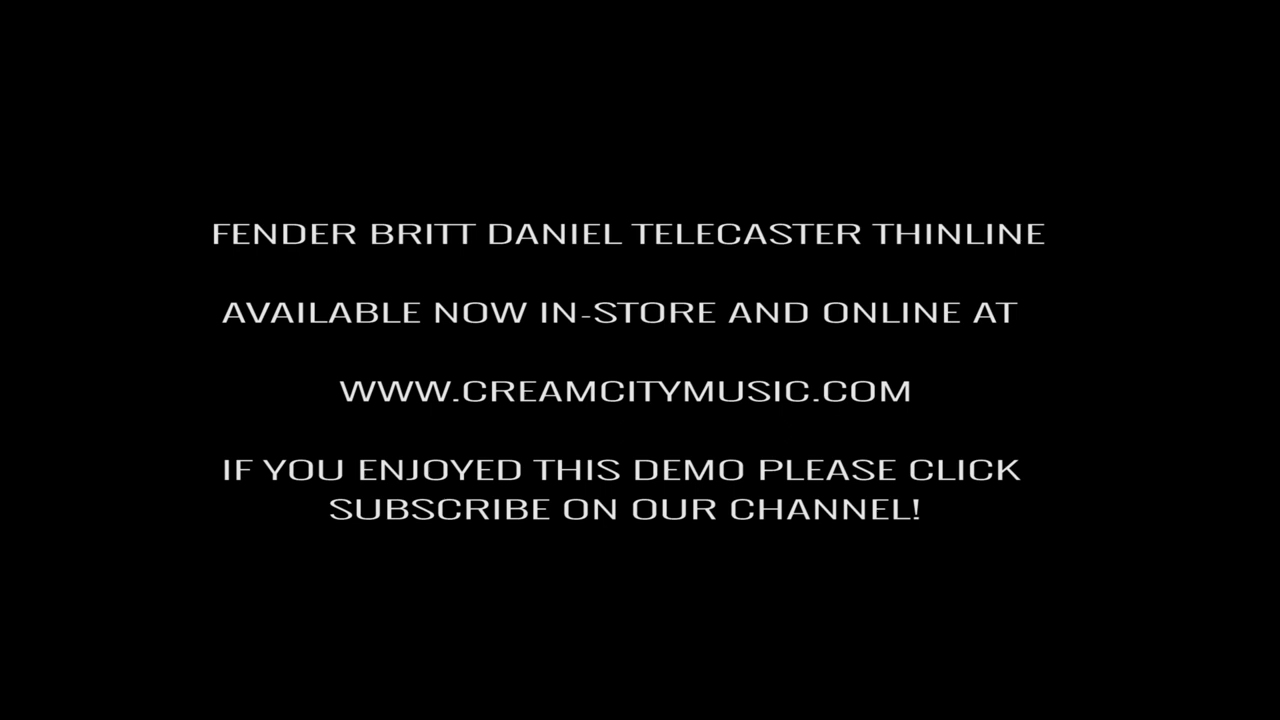 FENDER BRITT DANIEL TELECASTER THINLINE
AVAILABLE NOW IN-STORE AND ONLINE AT
WWW.CREAMCITYMUSIC.COM
IF YOU ENJOYED THIS DEMO PLEASE CLICK
SUBSCRIBE ON OUR CHANNEL!